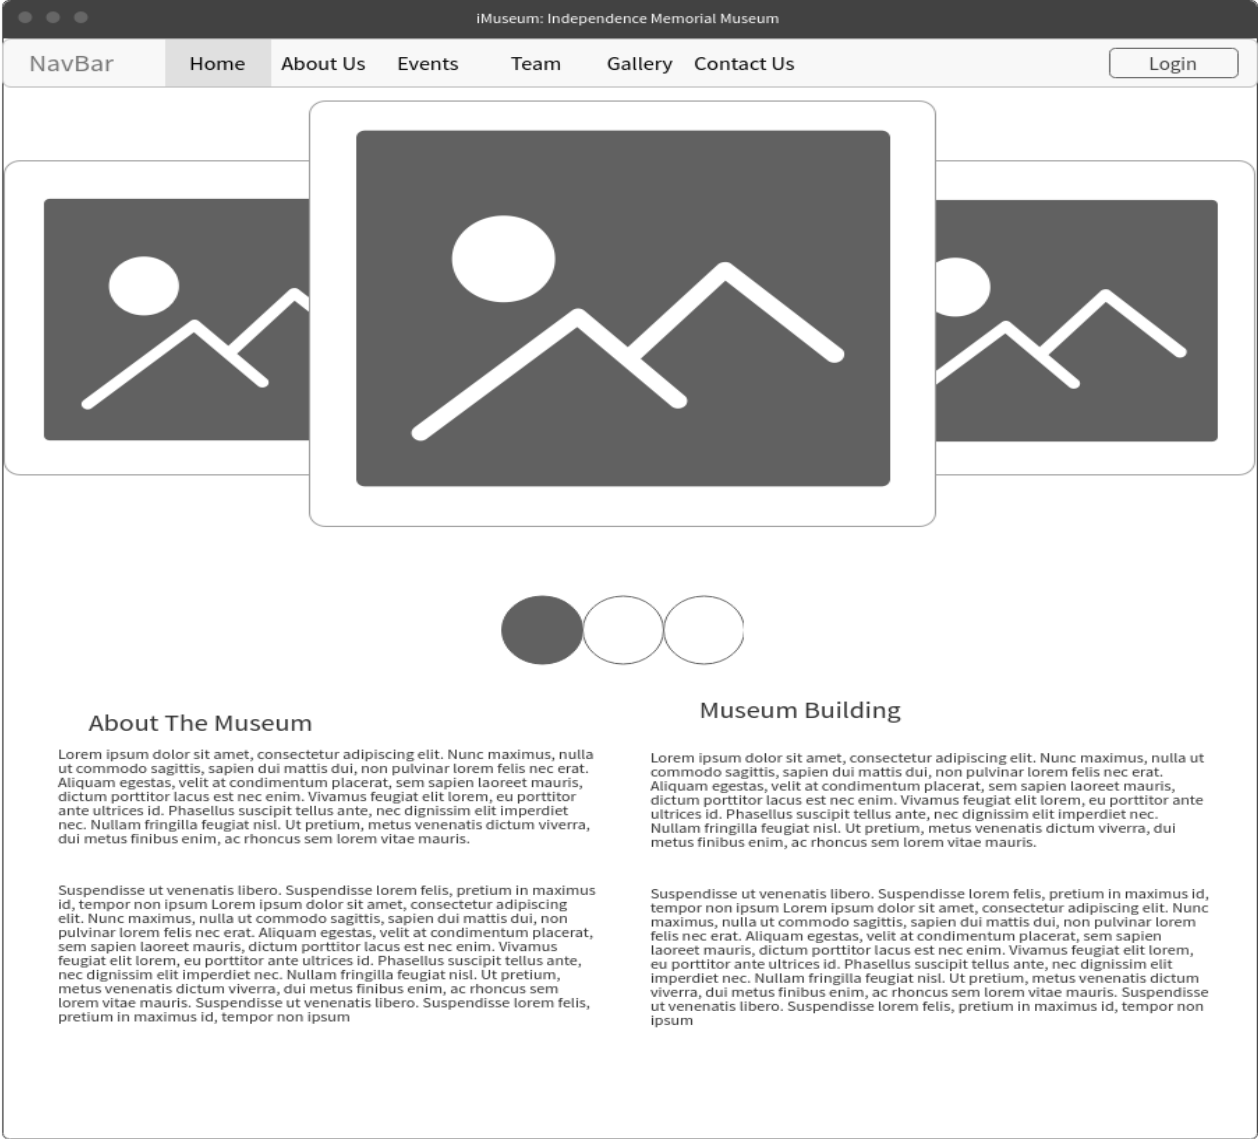 iMuseum: Independence Memorial Museum
NavBar Home About Us Events Team Gallery Contact Us Login
About The Museum
Lorem ipsum dolor sit amet, consectetur adipiscing elit. Nunc maximus, nulla
ut commodo sagittis, sapien dui mattis dui, non pulvinar lorem felis nec erat.
Aliquam egestas, velit at condimentum placerat, sem sapien laoreet mauris,
dictum porttitor lacus est nec enim. Vivamus feugiat elit lorem, eu porttitor
ante ultrices id. Phasellus suscipit tellus ante, nec dignissim elit imperdiet
nec. Nullam fringilla feugiat nisl. Ut pretium, metus venenatis dictum viverra,
dui metus finibus enim, ac rhoncus sem lorem vitae mauris.
Suspendisse ut venenatis libero. Suspendisse lorem felis, pretium in maximus
id, tempor non ipsum Lorem ipsum dolor sit amet, consectetur adipiscing
elit. Nunc maximus, nulla ut commodo sagittis, sapien dui mattis dui, non
pulvinar lorem felis nec erat. Aliquam egestas, velit at condimentum placerat,
sem sapien laoreet mauris, dictum porttitor lacus est nec enim. Vivamus
feugiat elit lorem, eu porttitor ante ultrices id. Phasellus suscipit tellus ante,
nec dignissim elit imperdiet nec. Nullam fringilla feugiat nisl. Ut pretium,
metus venenatis dictum viverra, dui metus finibus enim, ac rhoncus sem
lorem vitae mauris. Suspendisse ut venenatis libero. Suspendisse lorem felis,
pretium in maximus id, tempor non ipsum
Museum Building
Lorem ipsum dolor sit amet, consectetur adipiscing elit. Nunc maximus, nulla ut
commodo sagittis, sapien dui mattis dui, non pulvinar lorem felis nec erat.
Aliquam egestas, velit at condimentum placerat, sem sapien laoreet mauris,
dictum porttitor lacus est nec enim. Vivamus feugiat elit lorem, eu porttitor ante
ultrices id. Phasellus suscipit tellus ante, nec dignissim elit imperdiet nec.
Nullam fringilla feugiat nisl. Ut pretium, metus venenatis dictum viverra, dui
metus finibus enim, ac rhoncus sem lorem vitae mauris.
Suspendisse ut venenatis libero. Suspendisse lorem felis, pretium in maximus id,
tempor non ipsum Lorem ipsum dolor sit amet, consectetur adipiscing elit. Nunc
maximus, nulla ut commodo sagittis, sapien dui mattis dui, non pulvinar lorem
felis nec erat. Aliquam egestas, velit at condimentum placerat, sem sapien
laoreet mauris, dictum porttitor lacus est nec enim. Vivamus feugiat elit lorem,
eu porttitor ante ultrices id. Phasellus suscipit tellus ante, nec dignissim elit
imperdiet nec. Nullam fringilla feugiat nisl. Ut pretium, metus venenatis dictum
viverra, dui metus finibus enim, ac rhoncus sem lorem vitae mauris. Suspendisse
ut venenatis libero. Suspendisse lorem felis, pretium in maximus id, tempor non
ipsum